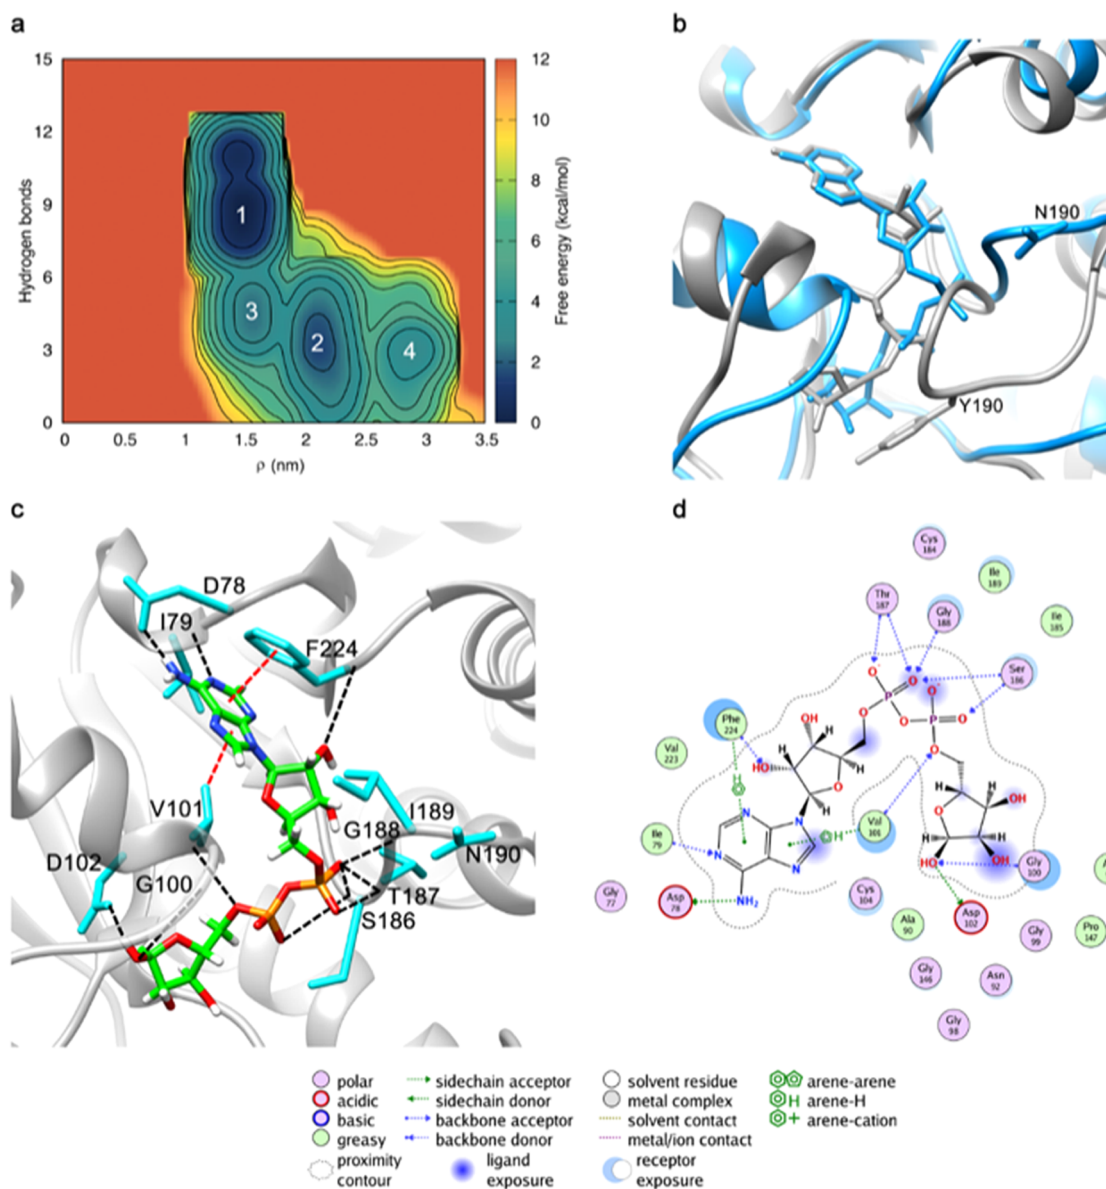 a
15
12
9
6
3
0
Hydrogen bonds
1
3
2
4
0
0.5
1
1.5
2
2.5
3
3.5
ρ (nm)
12
10
8
6
4
2
0
Free energy (kcal/mol)
b
N190
Y190
c
D78
I79
F224
V101
I189
G188
D102
N190
G100
T187
S186
d
Cys
184
Ile
189
Thr
187
Gly
188
Ile
185
Ser
186
O
O
P
O
O
P
O
O
OH
Phe
224
O
Val
223
HO
H
H
H
O
H
H
H
OH
N
N
H
Val
101
O
Ile
79
N
N
H
H
HO
OH
Gly
100
Gly
77
Asp
78
NH₂
Cys
104
Ala
90
Asp
102
Gly
99
Pro
147
Gly
146
Asn
92
Gly
98
polar
acidic
basic
greasy
proximity
contour
sidechain acceptor
sidechain donor
backbone acceptor
backbone donor
ligand
exposure
solvent residue
metal complex
solvent contact
metal/ion contact
receptor
exposure
arene-arene
H arene-H
+ arene-cation